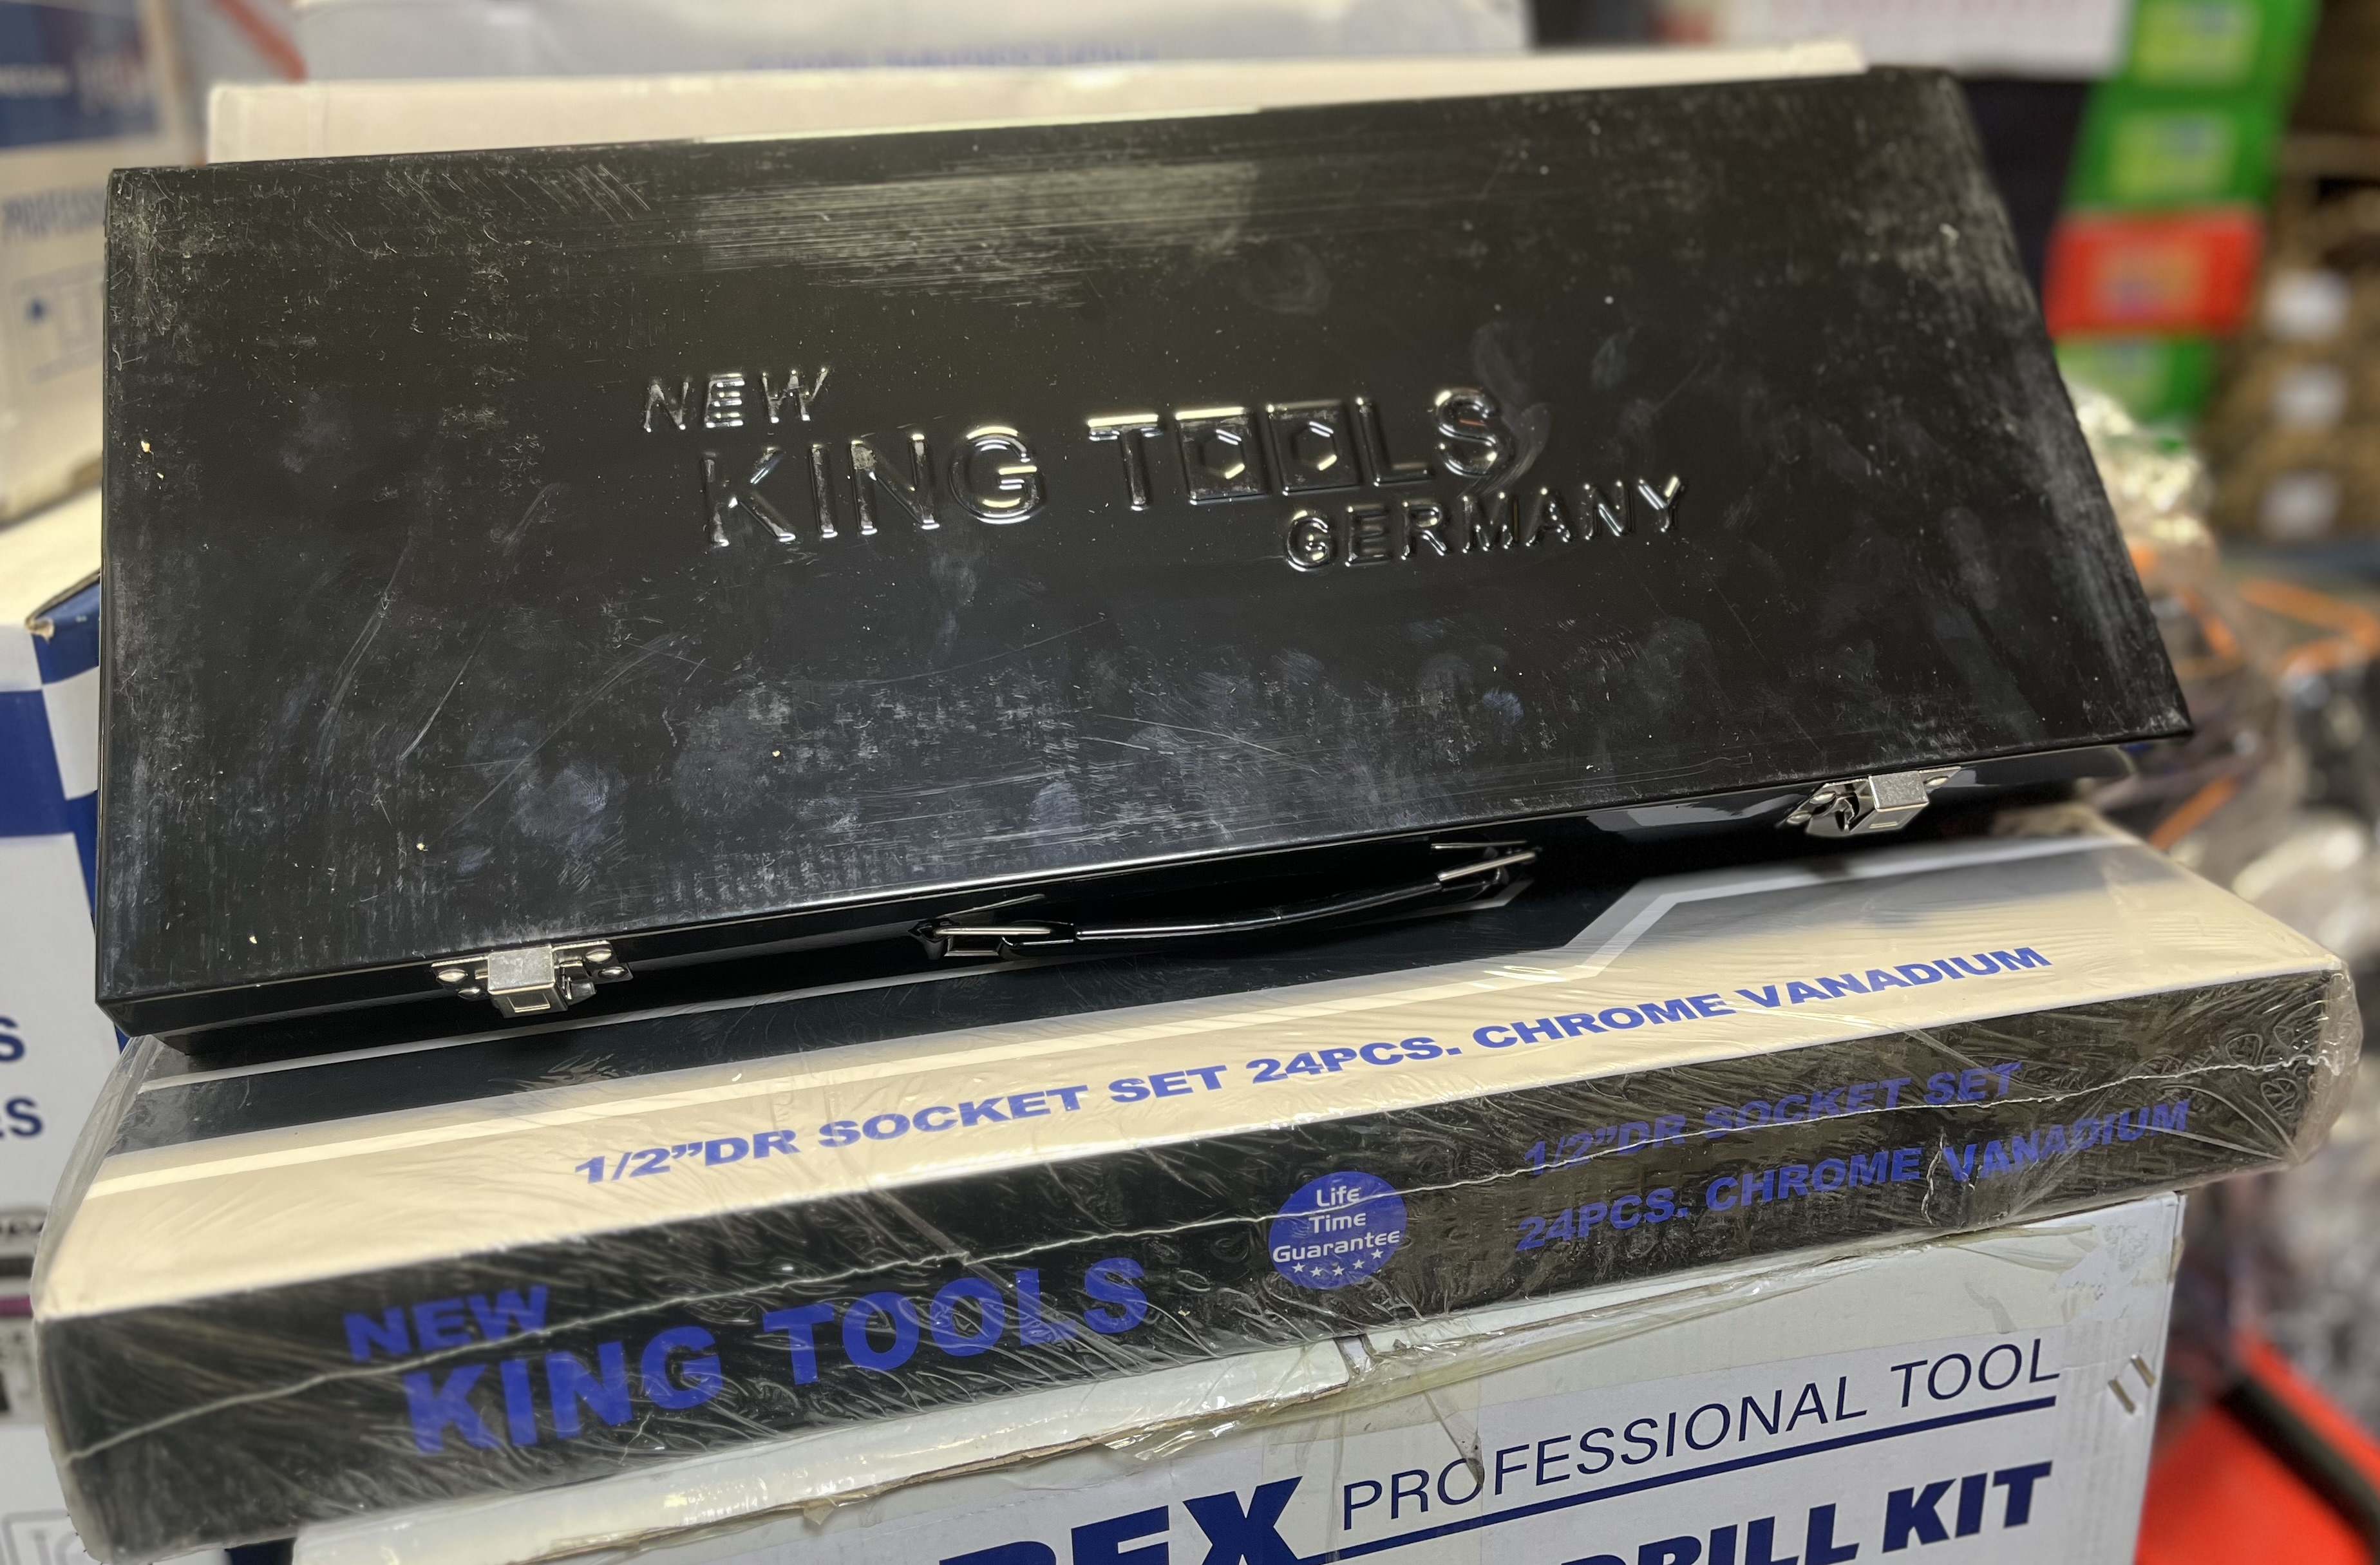 NEW
KING TOOLS
GERMANY
1/2”DR SOCKET SET 24PCS. CHROME VANADIUM
NEW
KING TOOLS
Life
Time
Guarantee
1/2”DR SOCKET SET
24PCS. CHROME VANADIUM
PROFESSIONAL TOOL
KIT